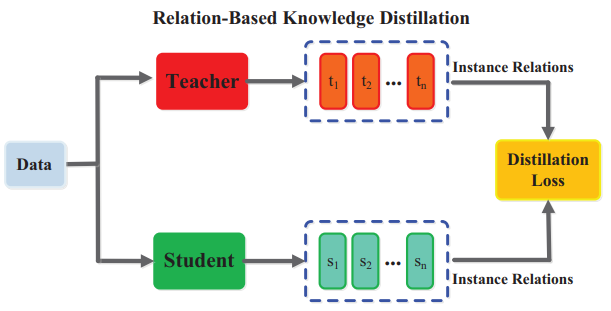 Relation-Based Knowledge Distillation
Teacher
t1 t2 ... tn
Instance Relations
Data
Distillation
Loss
Student
s1 s2 ... sn
Instance Relations